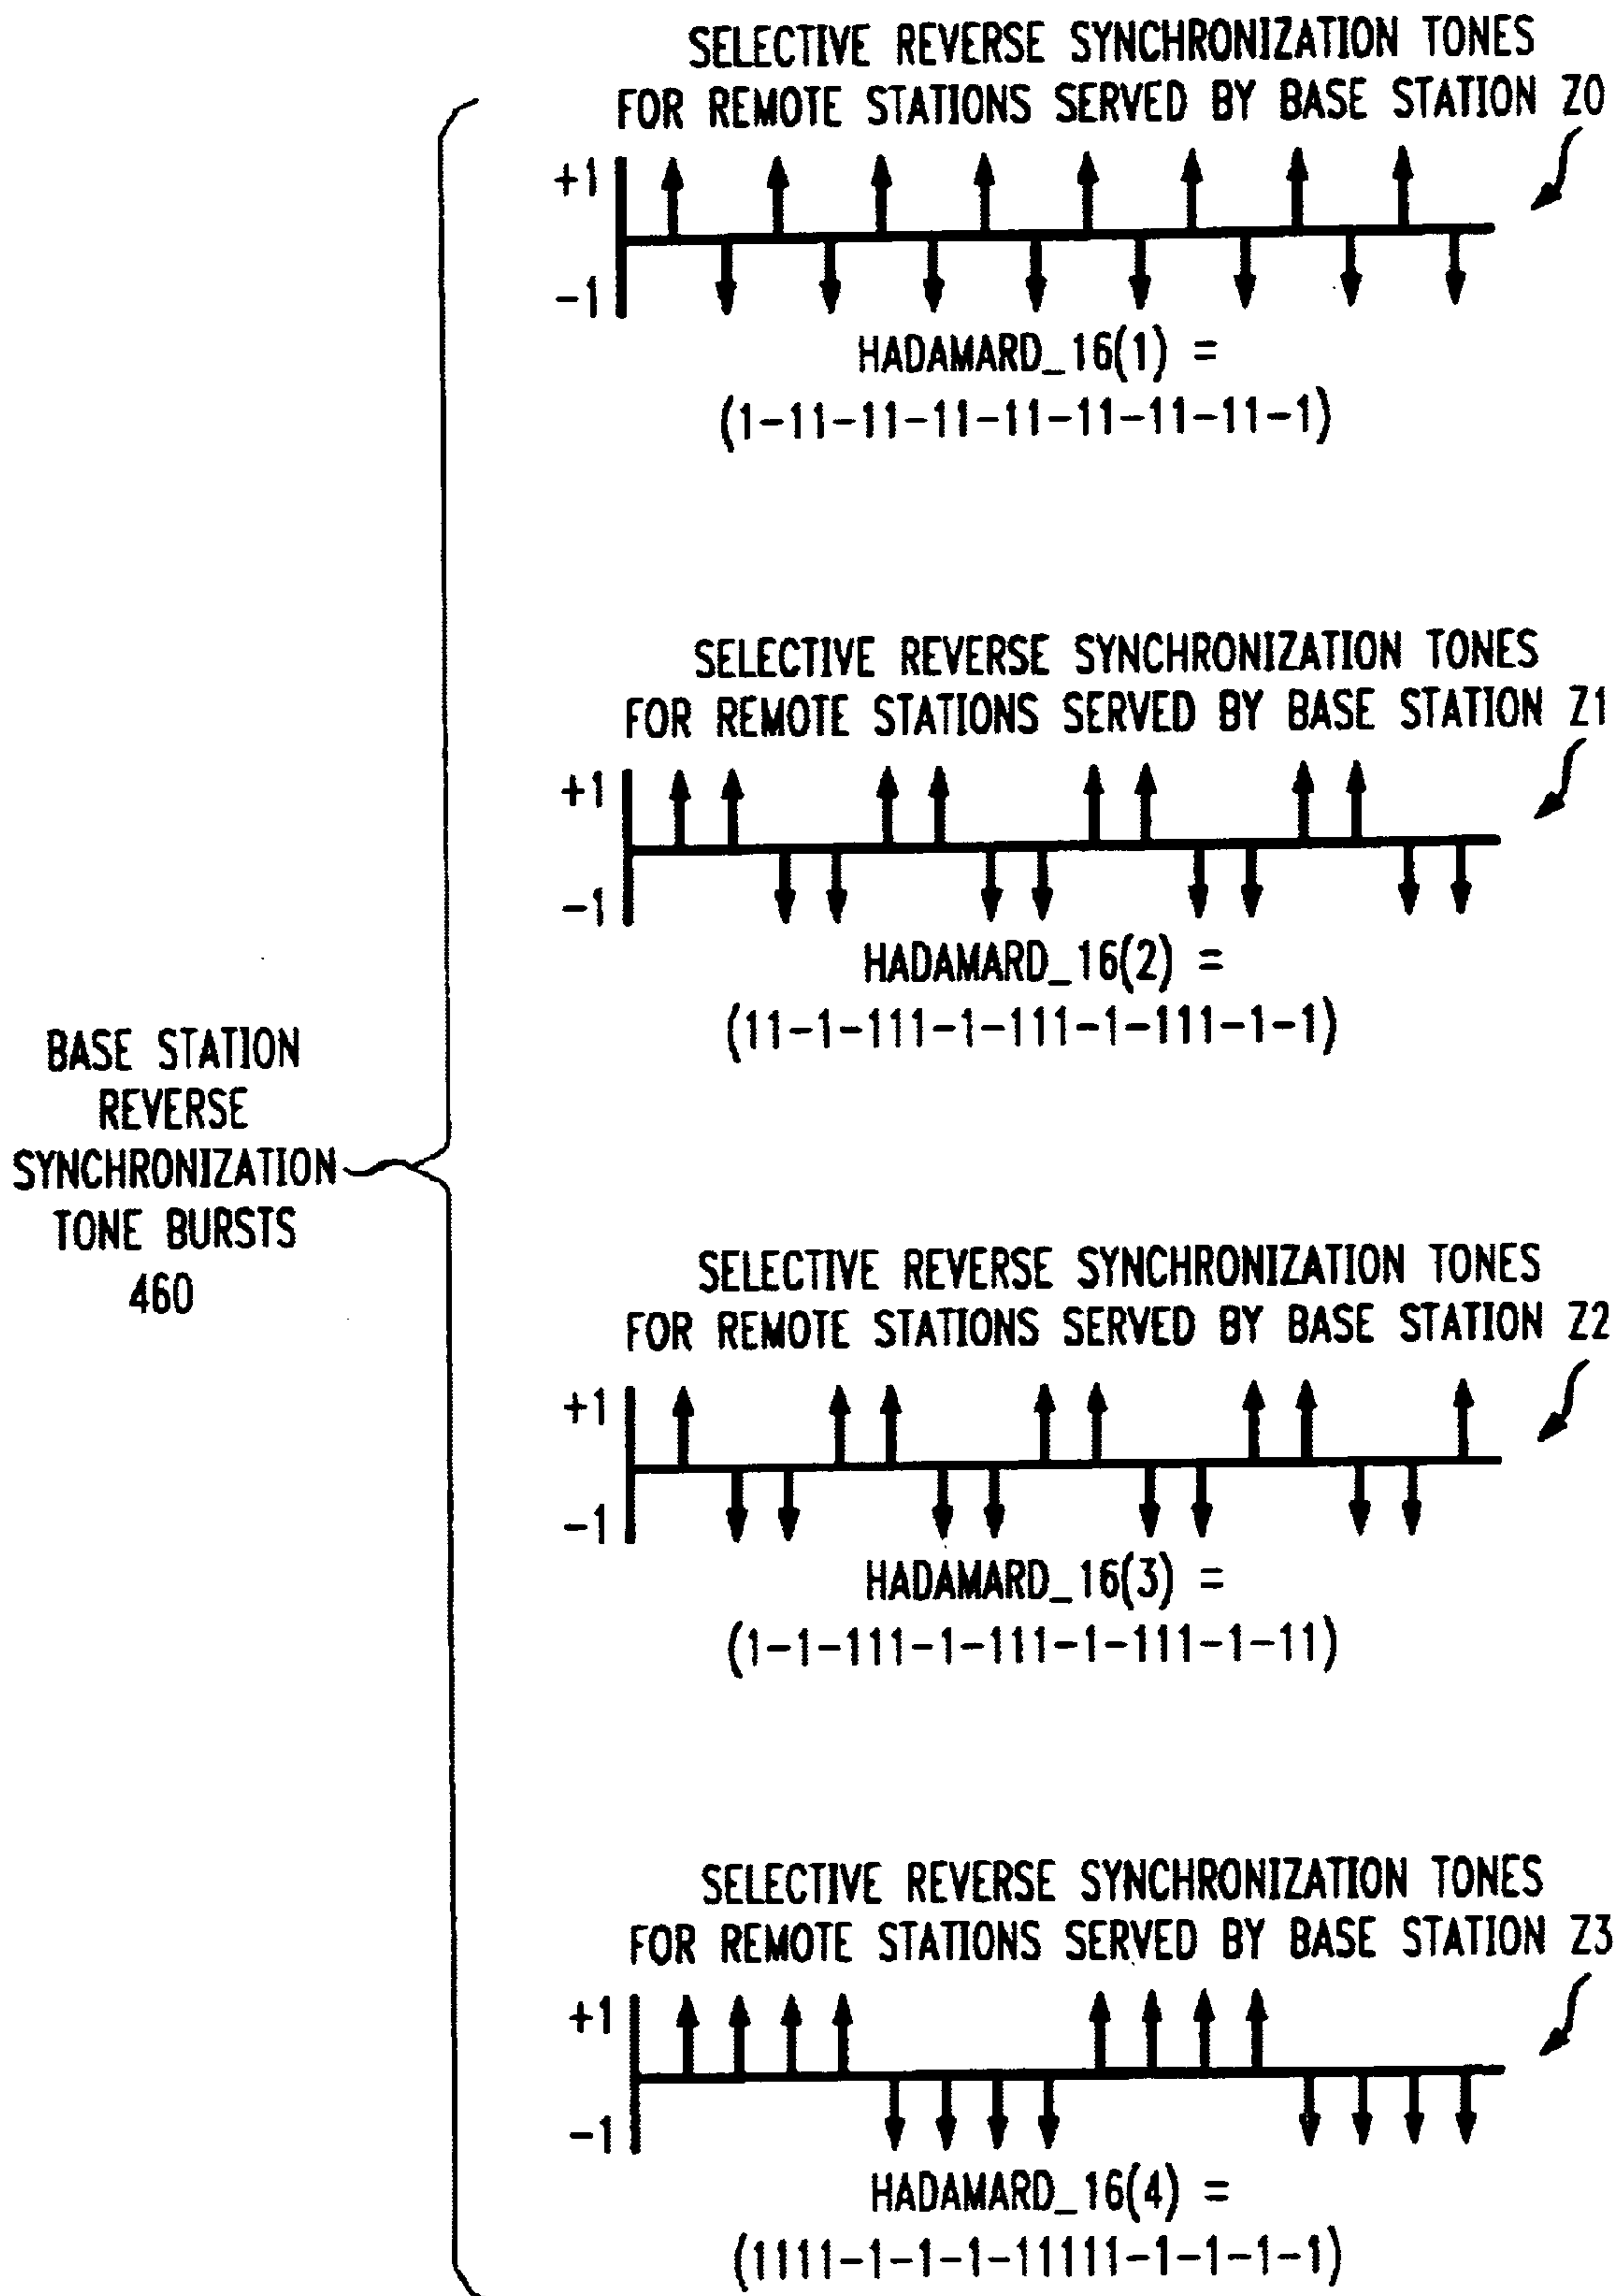 SELECTIVE REVERSE SYNCHRONIZATION TONES
FOR REMOTE STATIONS SERVED BY BASE STATION Z0
+1
-1
HADAMARD_16(1) =
(1-11-11-11-11-11-11-11-1)
SELECTIVE REVERSE SYNCHRONIZATION TONES
FOR REMOTE STATIONS SERVED BY BASE STATION Z1
+1
-1
HADAMARD_16(2) =
(11-1-111-1-111-1-111-1-1)
BASE STATION
REVERSE
SYNCHRONIZATION
TONE BURSTS
460
SELECTIVE REVERSE SYNCHRONIZATION TONES
FOR REMOTE STATIONS SERVED BY BASE STATION Z2
+1
-1
HADAMARD_16(3) =
(1-1-111-1-111-1-111-1-11)
SELECTIVE REVERSE SYNCHRONIZATION TONES
FOR REMOTE STATIONS SERVED BY BASE STATION Z3
+1
-1
HADAMARD_16(4) =
(1111-1-1-1-11111-1-1-1-1)